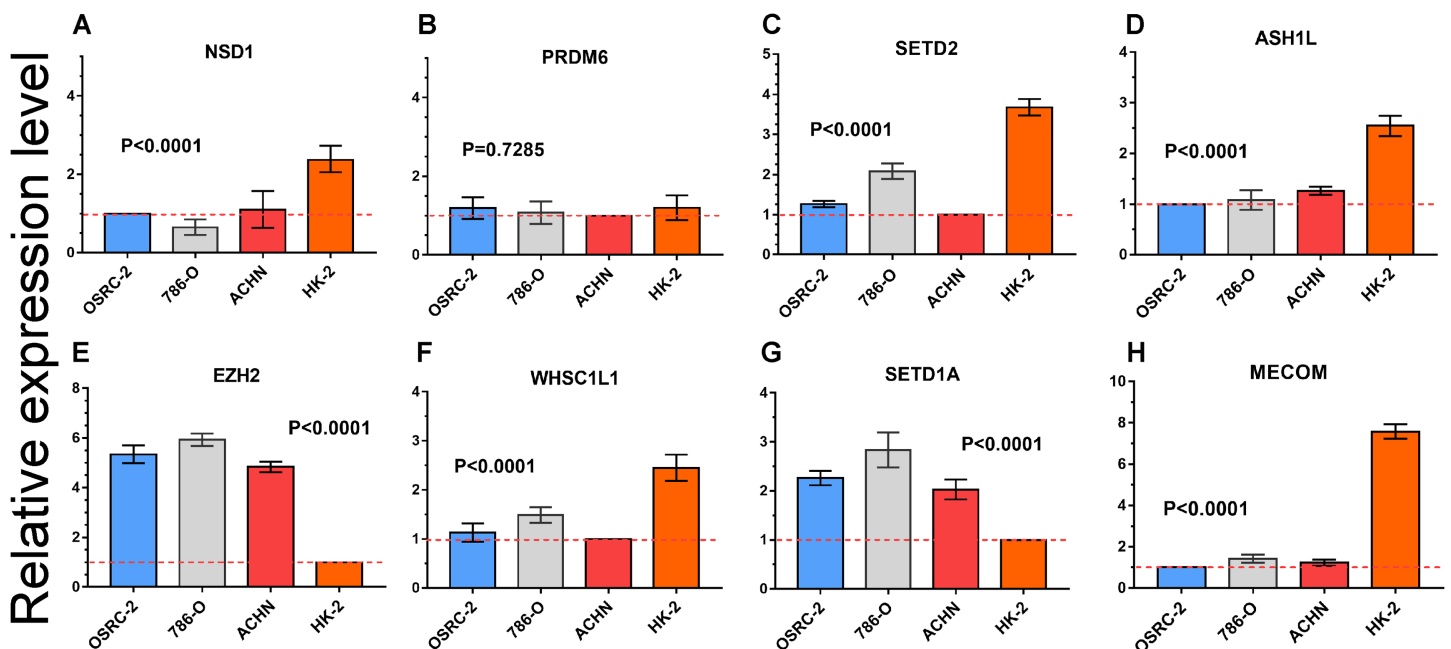 Relative expression level
A
NSD1
4
2
0
P<0.0001
OSRC-2
786-O
ACHN
HK-2
B
PRDM6
4
2
1
0
P=0.7285
OSRC-2
786-O
ACHN
HK-2
C
SETD2
5
4
3
2
1
0
P<0.0001
OSRC-2
786-O
ACHN
HK-2
D
ASH1L
4
3
2
1
0
P<0.0001
OSRC-2
786-O
ACHN
HK-2
E
EZH2
8
6
4
2
1
0
P<0.0001
OSRC-2
786-O
ACHN
HK-2
F
WHSC1L1
4
3
2
1
0
P<0.0001
OSRC-2
786-O
ACHN
HK-2
G
SETD1A
4
3
2
1
0
P<0.0001
OSRC-2
786-O
ACHN
HK-2
H
MECOM
10
8
6
4
2
1
0
P<0.0001
OSRC-2
786-O
ACHN
HK-2